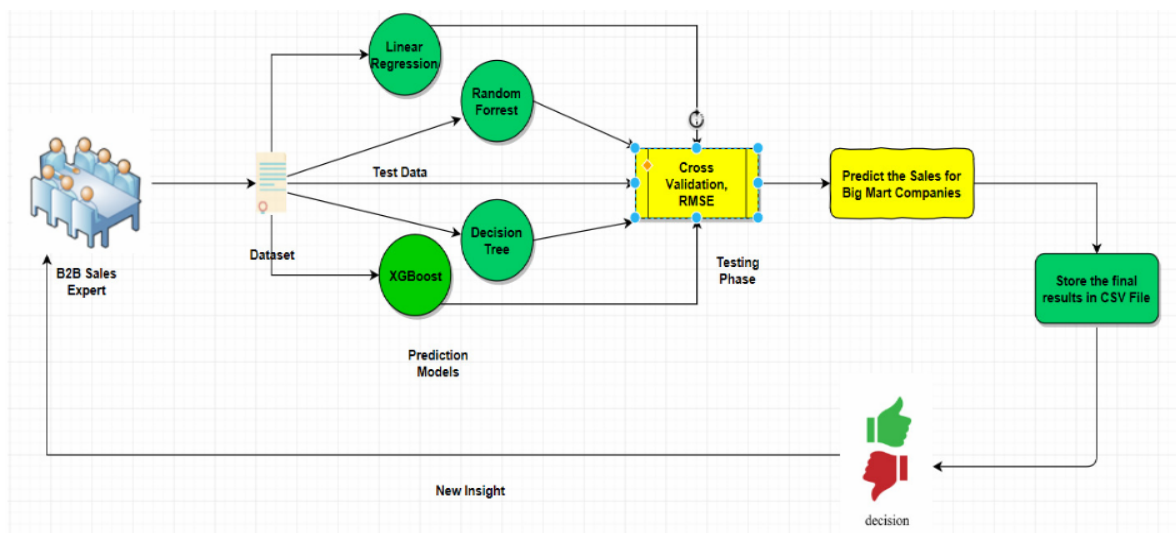 Linear
Regression
Random
Forrest
Test Data
Cross
Validation,
RMSE
Predict the Sales for
Big Mart Companies
Dataset
Decision
Tree
XGBoost
B2B Sales
Expert
Testing
Phase
Store the final
results in CSV File
Prediction
Models
New Insight
decision